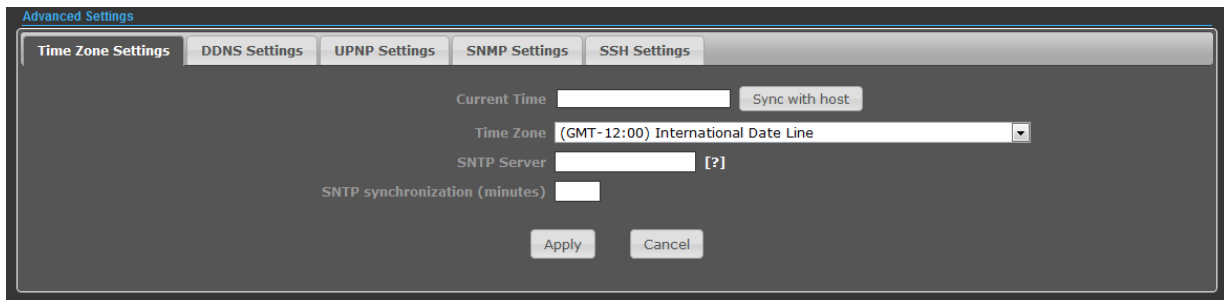 Advanced Settings
Time Zone Settings DDNS Settings UPNP Settings SNMP Settings SSH Settings
Current Time Sync with host
Time Zone (GMT-12:00) International Date Line
SNTP Server [?]
SNTP synchronization (minutes)
Apply Cancel